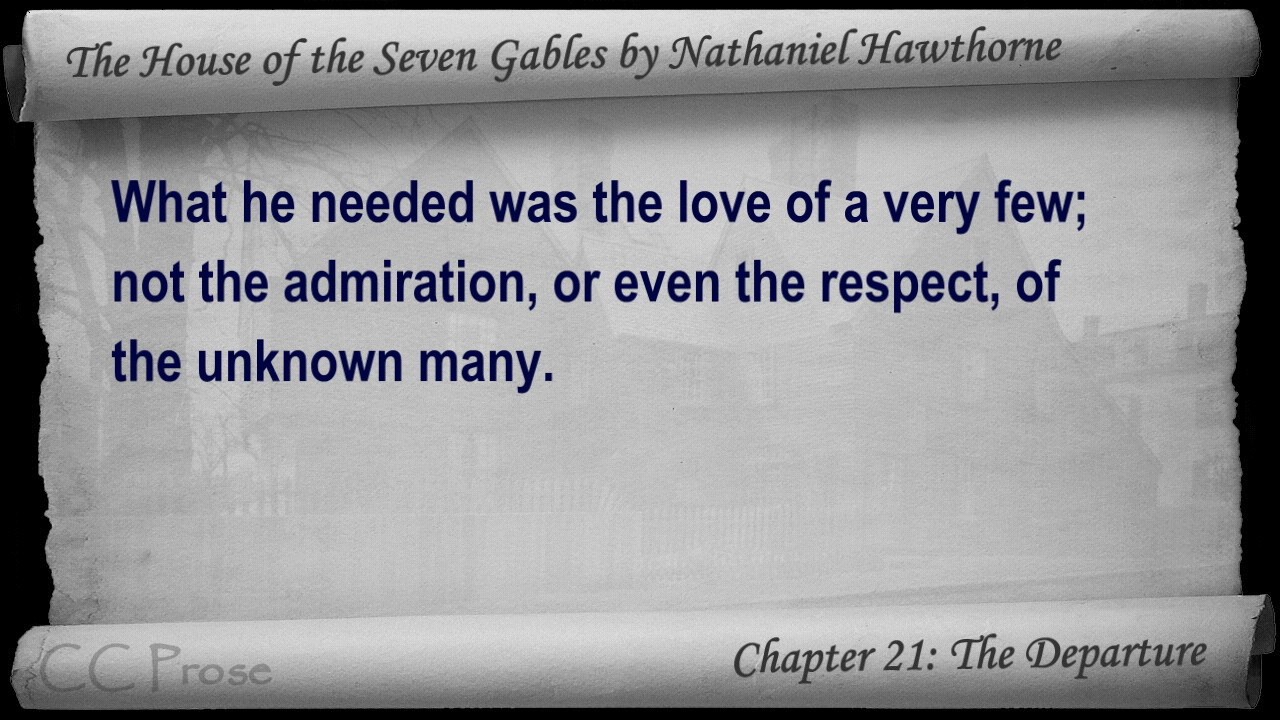 The House of the Seven Gables by Nathaniel Hawthorne
What he needed was the love of a very few;
not the admiration, or even the respect, of
the unknown many.
CC Prose
Chapter 21: The Departure